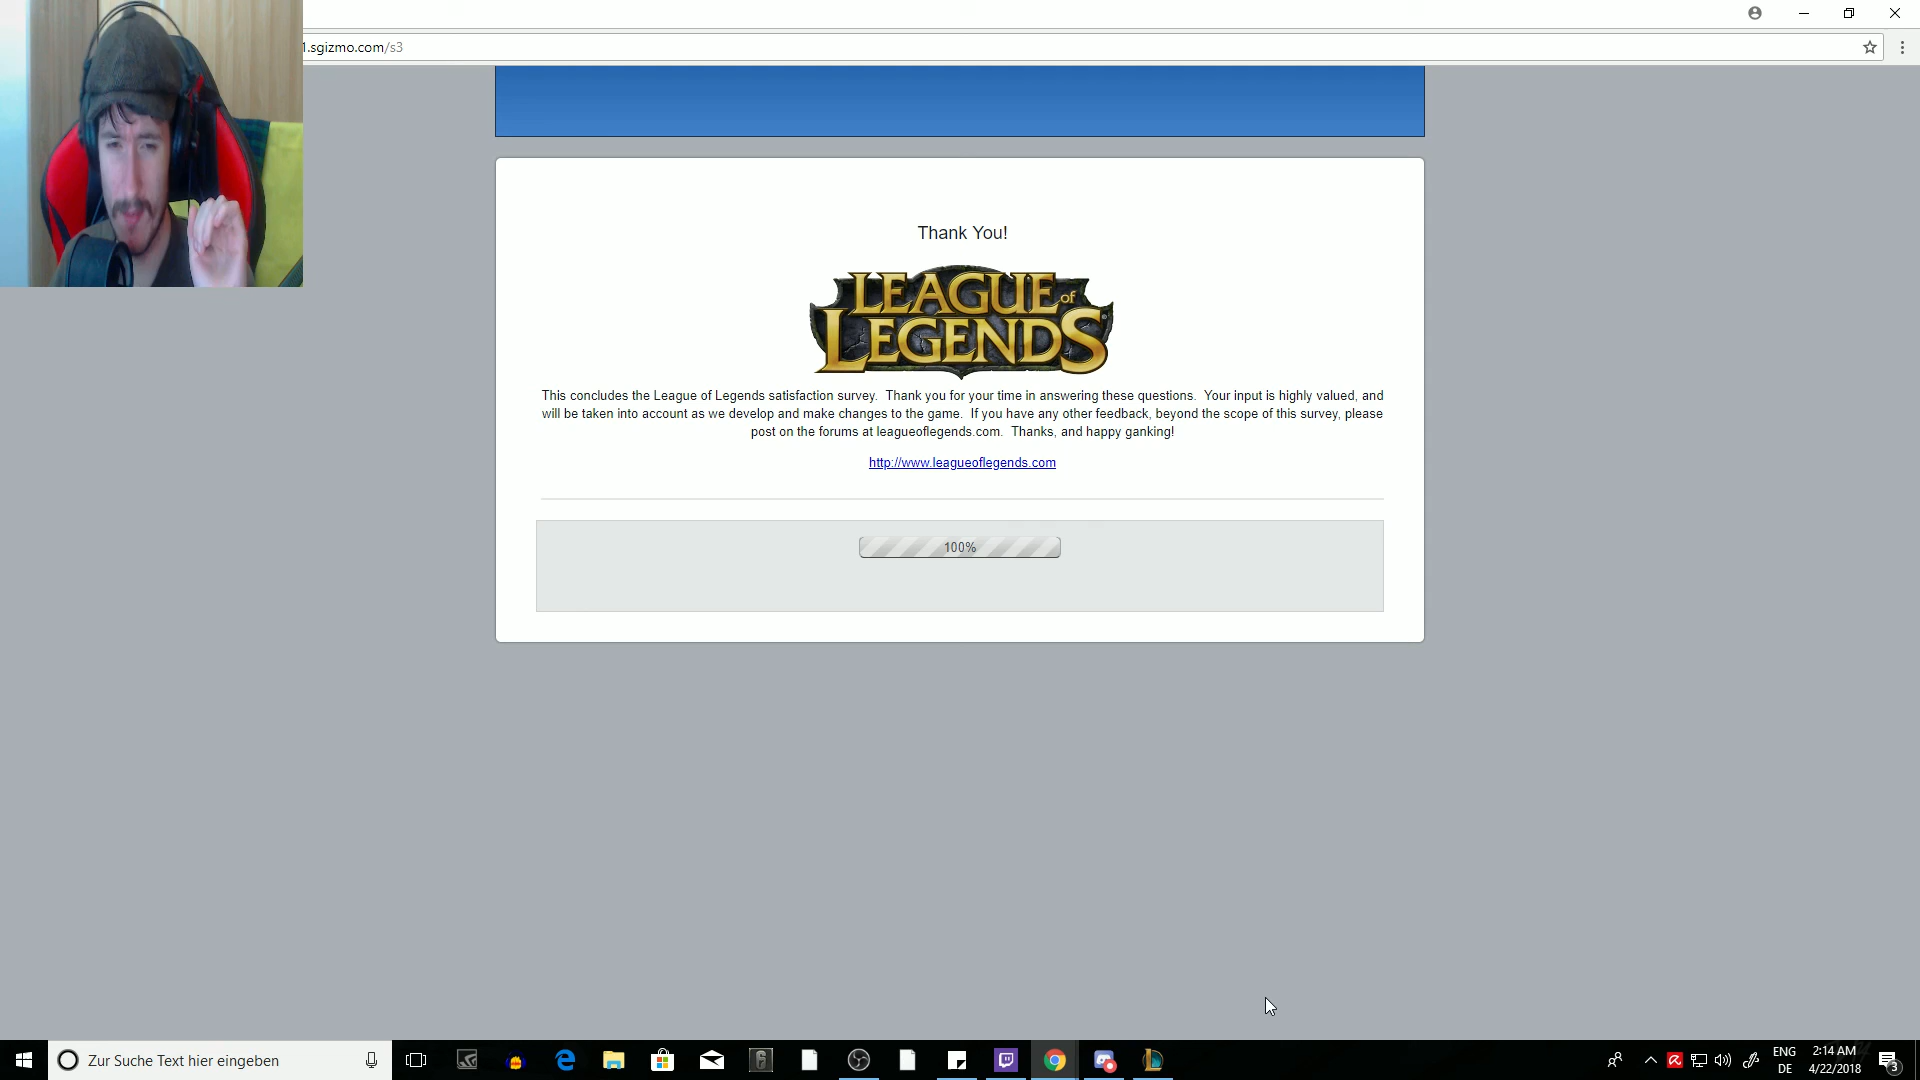 1.sgizmo.com/s3
Thank You!
LEAGUE of
LEGENDS
This concludes the League of Legends satisfaction survey.  Thank you for your time in answering these questions.  Your input is highly valued, and
will be taken into account as we develop and make changes to the game.  If you have any other feedback, beyond the scope of this survey, please
post on the forums at leagueoflegends.com.  Thanks, and happy ganking!
http://www.leagueoflegends.com
100%
Zur Suche Text hier eingeben
ENG
DE
2:14 AM
4/22/2018
3